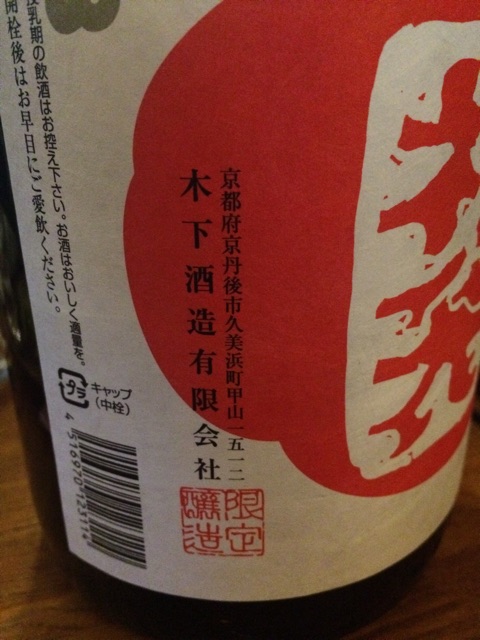 京都府京丹後市久美浜町甲山一五一二
木下酒造有限会社
限定
醸造
乳期の飲酒はお控え下さい。お酒はおいしく適量を。
開栓後はお早目にご愛飲ください。
プラ
キャップ
(中栓)
4 516970 123114